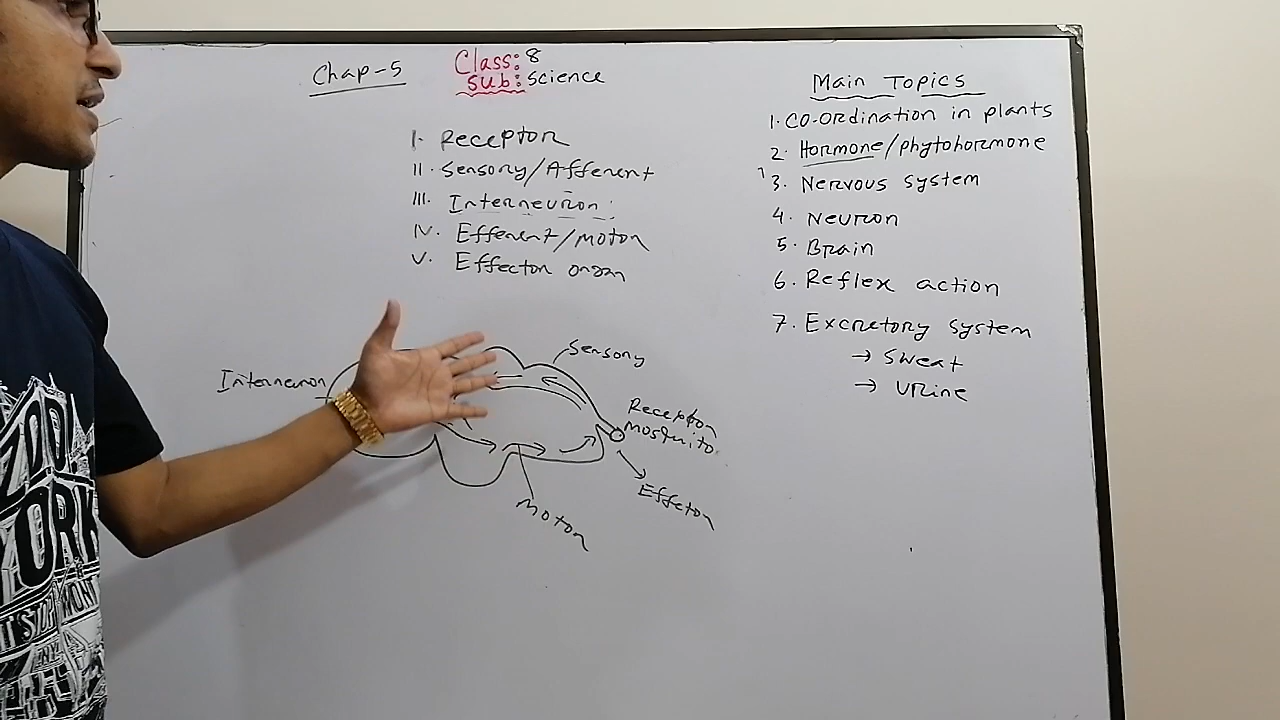 Chap-5
Class: 8
Sub: Science
I. Receptor
II. Sensory/Afferent
III. Interneuron:
IV. Efferent/Motor
V. Effector organ
Interneuron
Sensory
Receptor
Mosquito
Effetor
Motor
Main Topics
1. CO-ORdination in plants
2. Hormone/phytohormone
3. Nervous system
4. Neuron
5. Brain
6. Reflex action
7. Excretory system
→ Sweat
→ Urine
YORK